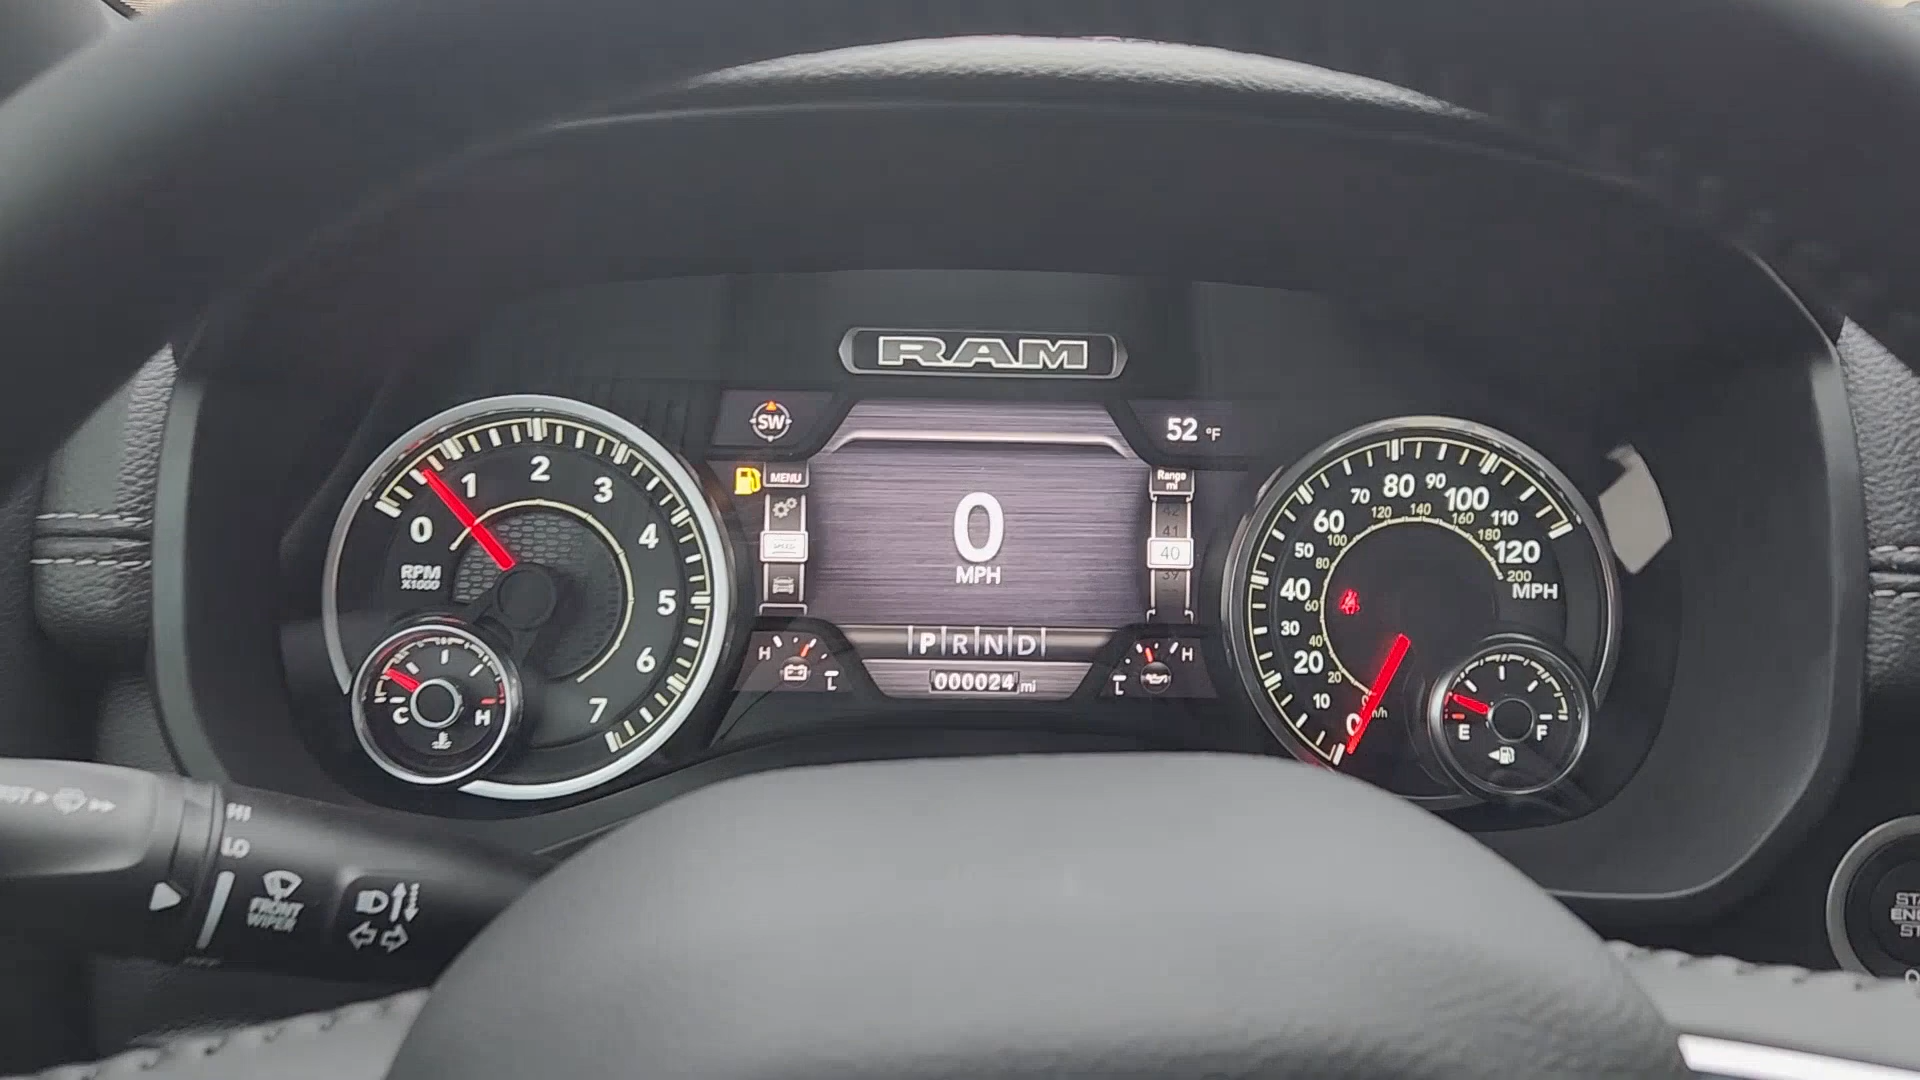 RAM
SW
52 °F
MENU
Range
mi
42
41
40
39
0
MPH
P R N D
000024 mi
H
L
H
L
0
1
2
3
4
5
6
7
RPM
X1000
C
H
0
10
20
30
40
50
60
70
80
90
100
110
120
MPH
20
40
60
80
100
120
140
160
180
200
E
F
HI
LO
FRONT
WIPER
OFF